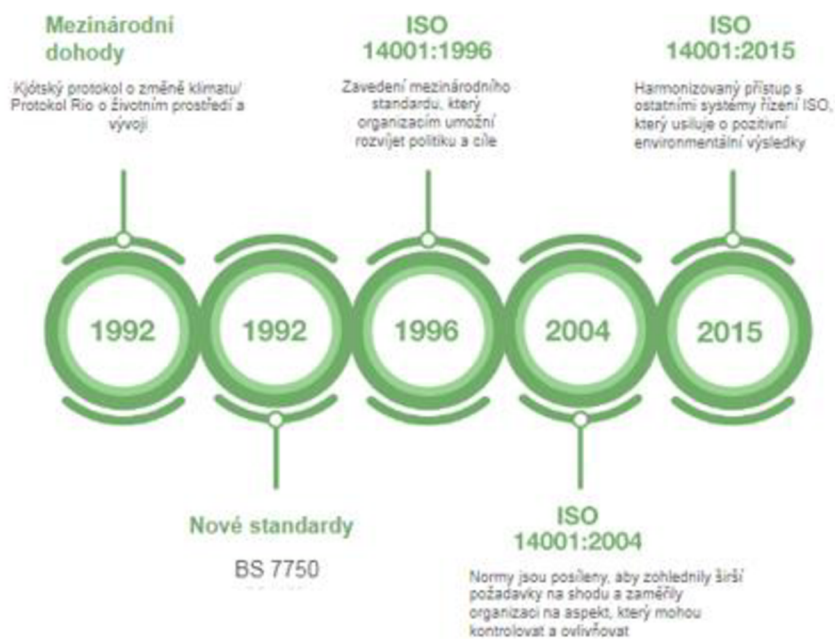 Mezinárodní
dohody
Kjótský protokol o změně klimatu/
Protokol Rio o životním prostředí a
vývoji
ISO
14001:1996
Zavedení mezinárodního
standardu, který
organizacím umožní
rozvíjet politiku a cíle
ISO
14001:2015
Harmonizovaný přístup s
ostatními systémy řízení ISO,
který usiluje o pozitivní
environmentální výsledky
1992
1992
1996
2004
2015
Nové standardy
BS 7750
ISO
14001:2004
Normy jsou posíleny, aby zohlednily širší
požadavky na shodu a zaměřily
organizaci na aspekt, který mohou
kontrolovat a ovlivňovat